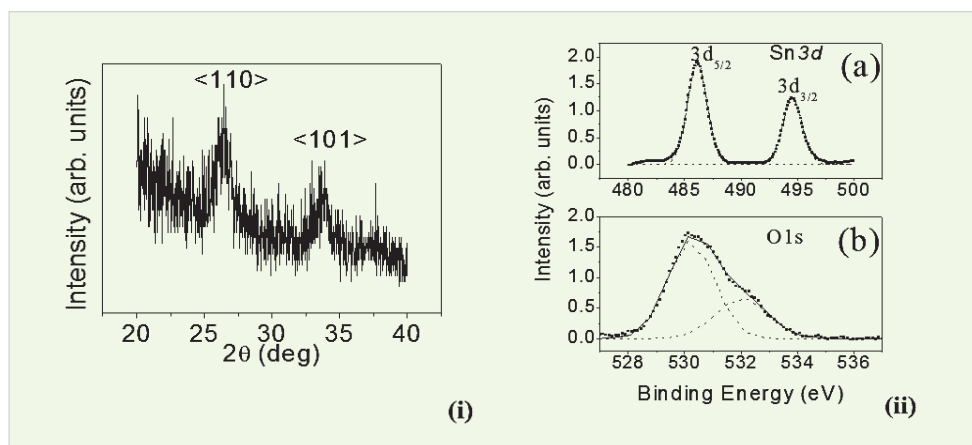 <110>
<101>
Intensity (arb. units)
20 25 30 35 40
2θ (deg)
(i)
3d5/2
Sn3d
(a)
3d3/2
2.0
1.5
1.0
0.5
0.0
480 485 490 495 500
Intensity (arb. units)
O1s
(b)
2.0
1.5
1.0
0.5
0.0
528 530 532 534 536
Binding Energy (eV)
(ii)